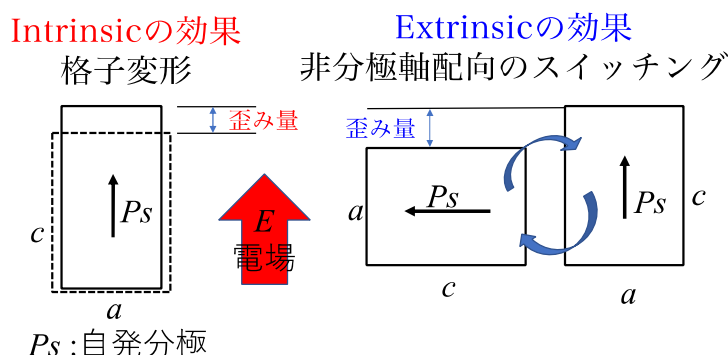 Intrinsicの効果
格子変形
歪み量
Ps
c
a
Ps :自発分極
E
電場
Extrinsicの効果
非分極軸配向のスイッチング
歪み量
a
Ps
c
Ps
c
a